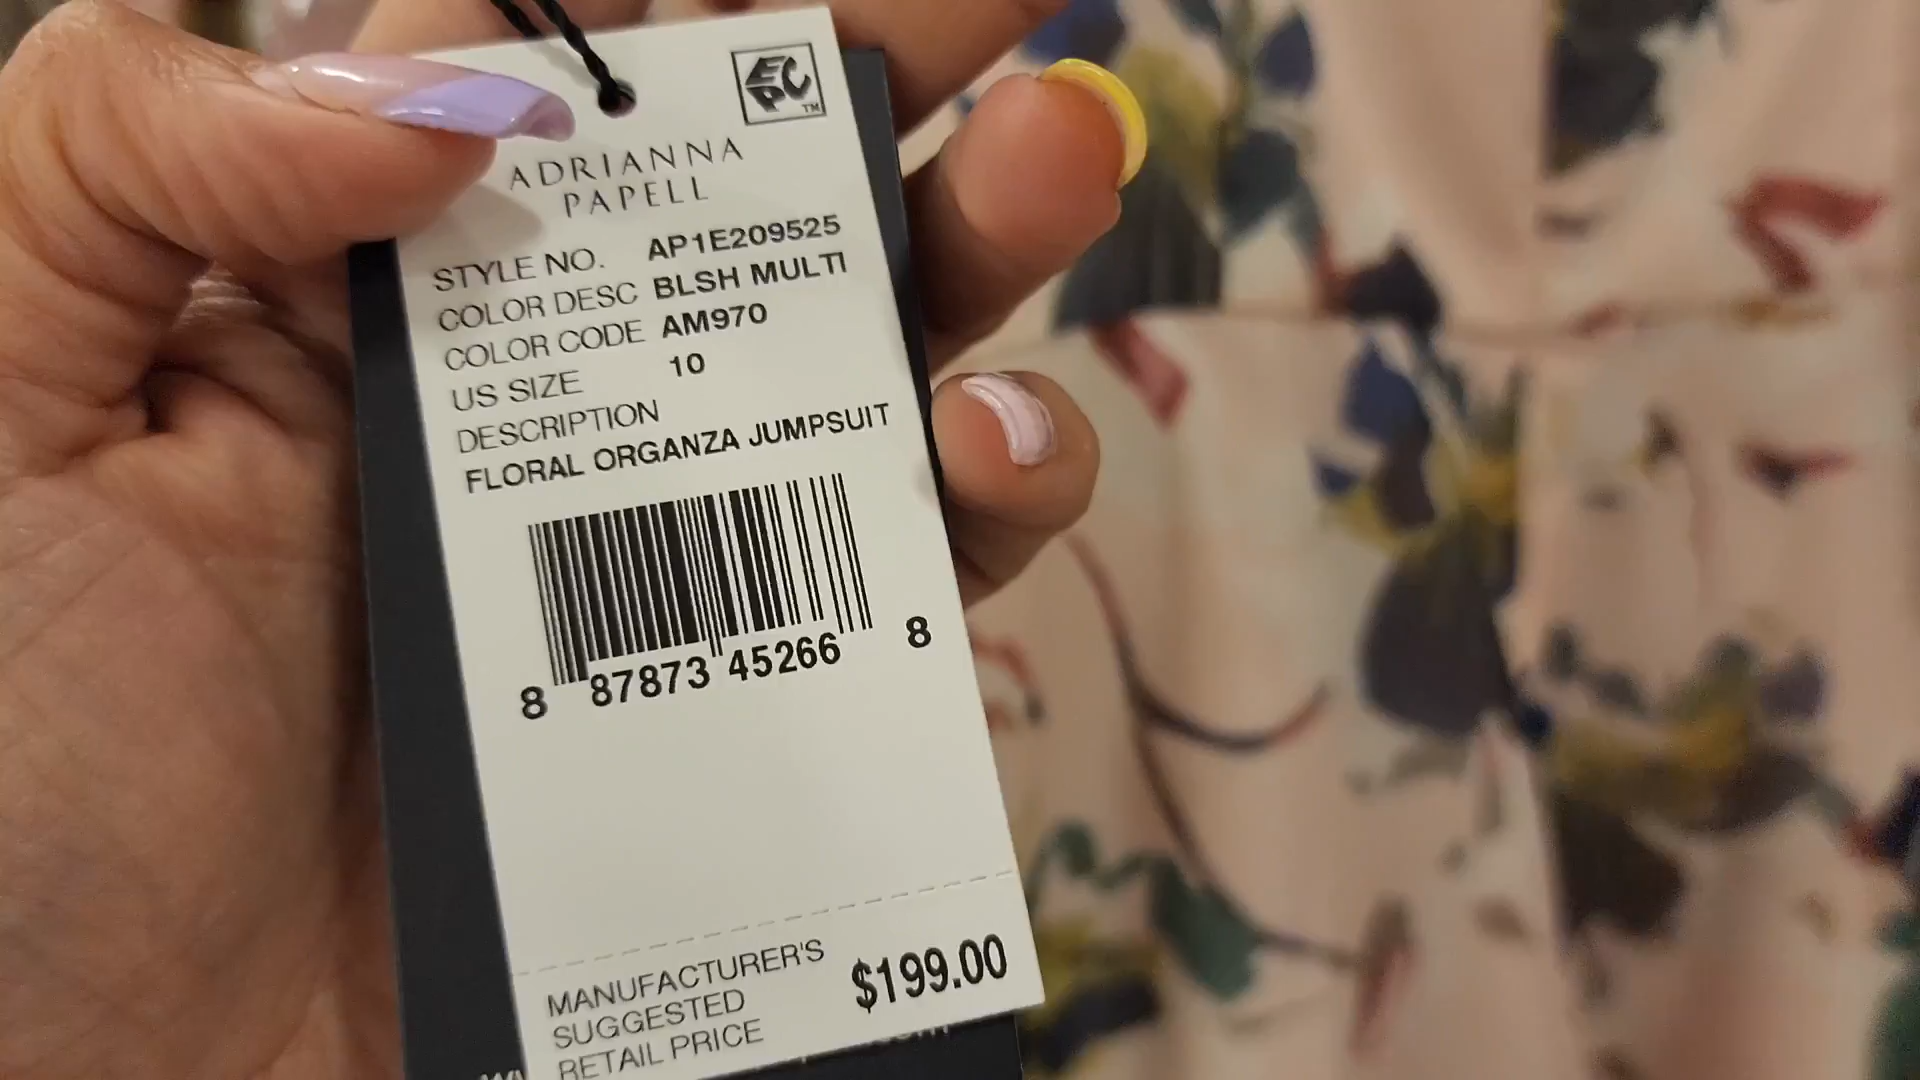 EPC™
ADRIANNA
PAPELL
STYLE NO. AP1E209525
COLOR DESC BLSH MULTI
COLOR CODE AM970
US SIZE 10
DESCRIPTION
FLORAL ORGANZA JUMPSUIT
8 87873 45266 8
MANUFACTURER'S
SUGGESTED
RETAIL PRICE
$199.00